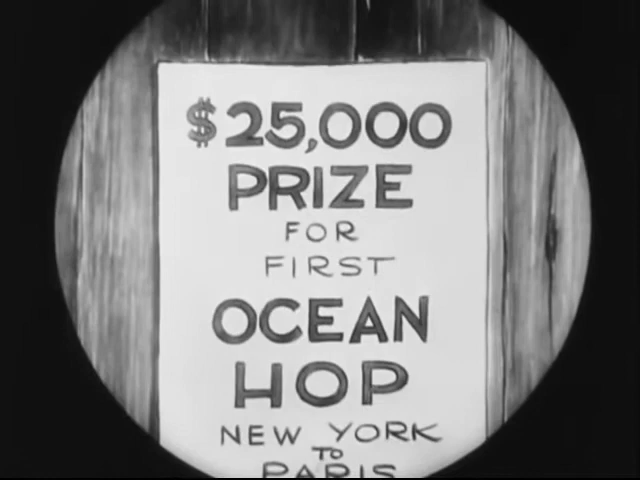 $25,000
PRIZE
FOR
FIRST
OCEAN
HOP
NEW YORK
TO
PARIS